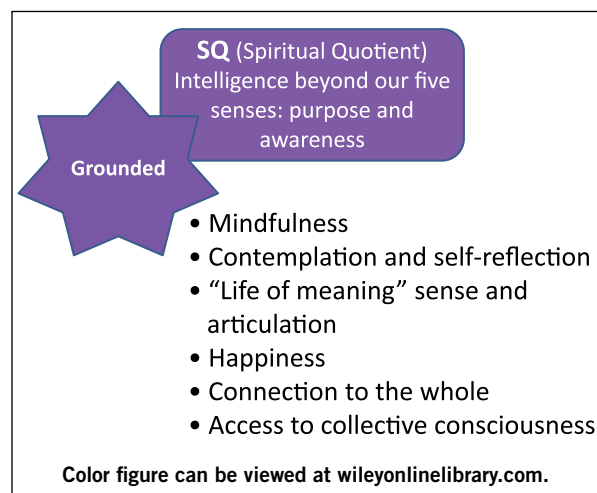 SQ (Spiritual Quotient)
Intelligence beyond our five
senses: purpose and
awareness
Grounded
• Mindfulness
• Contemplation and self-reflection
• “Life of meaning” sense and
articulation
• Happiness
• Connection to the whole
• Access to collective consciousness
Color figure can be viewed at wileyonlinelibrary.com.